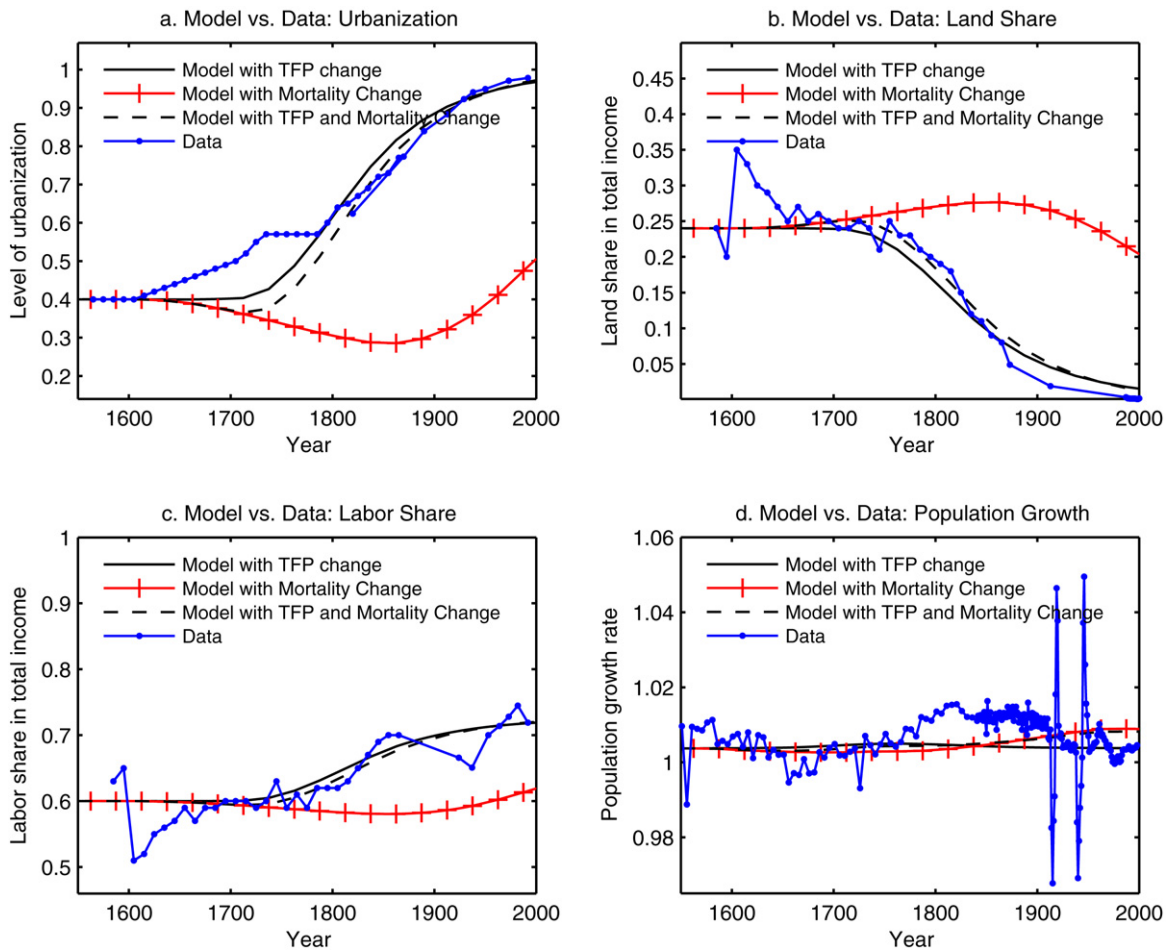 a. Model vs. Data: Urbanization
Level of urbanization
1
0.9
0.8
0.7
0.6
0.5
0.4
0.3
0.2
Model with TFP change
Model with Mortality Change
Model with TFP and Mortality Change
Data
1600 1700 1800 1900 2000
Year
b. Model vs. Data: Land Share
Land share in total income
0.45
0.4
0.35
0.3
0.25
0.2
0.15
0.1
0.05
Model with TFP change
Model with Mortality Change
Model with TFP and Mortality Change
Data
1600 1700 1800 1900 2000
Year
c. Model vs. Data: Labor Share
Labor share in total income
1
0.9
0.8
0.7
0.6
0.5
Model with TFP change
Model with Mortality Change
Model with TFP and Mortality Change
Data
1600 1700 1800 1900 2000
Year
d. Model vs. Data: Population Growth
Population growth rate
1.06
1.04
1.02
1
0.98
Model with TFP change
Model with Mortality Change
Model with TFP and Mortality Change
Data
1600 1700 1800 1900 2000
Year